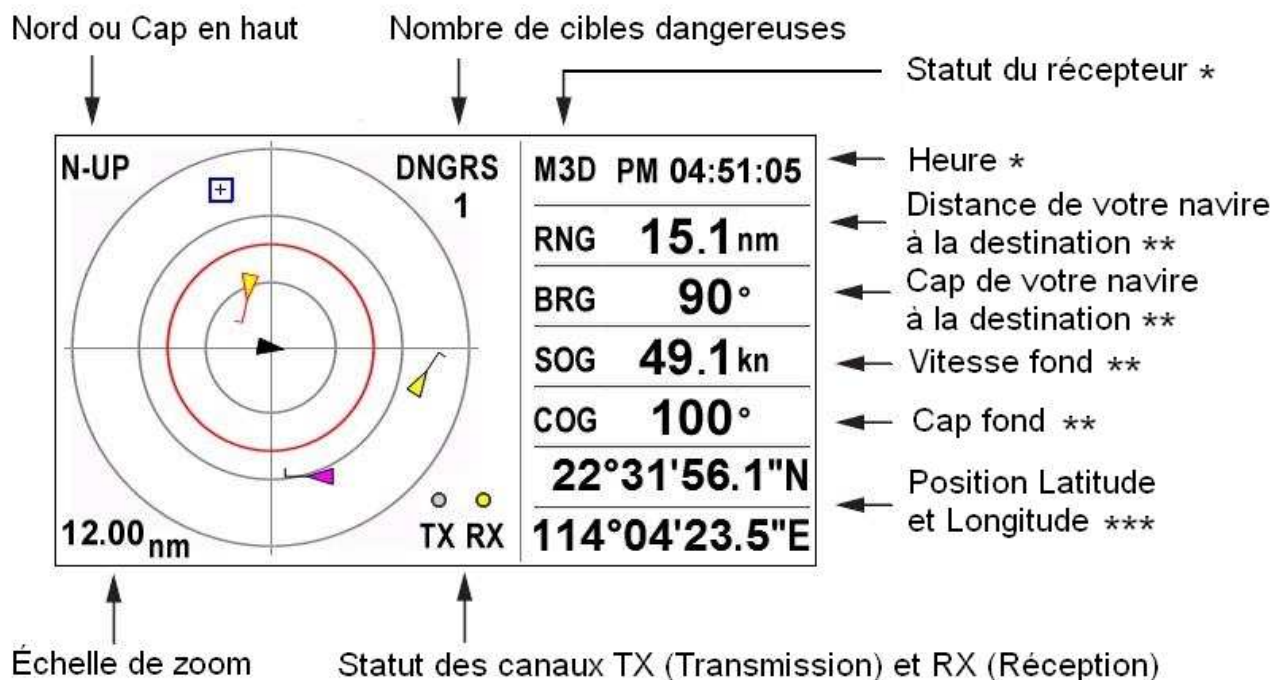 Nord ou Cap en haut
Nombre de cibles dangereuses
Statut du récepteur *
N-UP
DNGRS
1
M3D PM 04:51:05
Heure *
RNG 15.1 nm
Distance de votre navire
à la destination **
BRG 90°
Cap de votre navire
à la destination **
SOG 49.1 kn
Vitesse fond **
COG 100°
Cap fond **
22°31'56.1"N
114°04'23.5"E
Position Latitude
et Longitude ***
12.00 nm
TX RX
Échelle de zoom
Statut des canaux TX (Transmission) et RX (Réception)